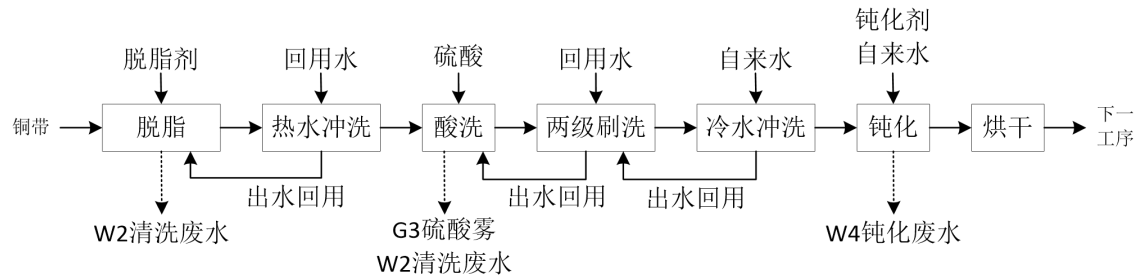 钝化剂
脱脂剂
回用水
硫酸
回用水
自来水
自来水
铜带
脱脂
热水冲洗
酸洗
两级刷洗
冷水冲洗
钝化
烘干
下一
工序
出水回用
出水回用
出水回用
W2清洗废水
G3硫酸雾
W2清洗废水
W4钝化废水